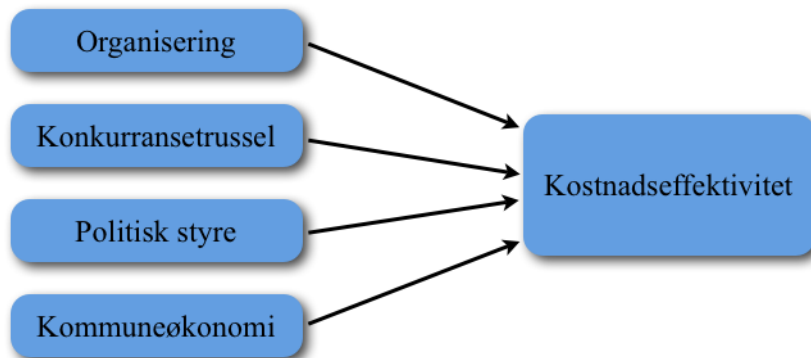 Organisering
Konkurransetrussel
Politisk styre
Kommuneøkonomi
Kostnadseffektivitet